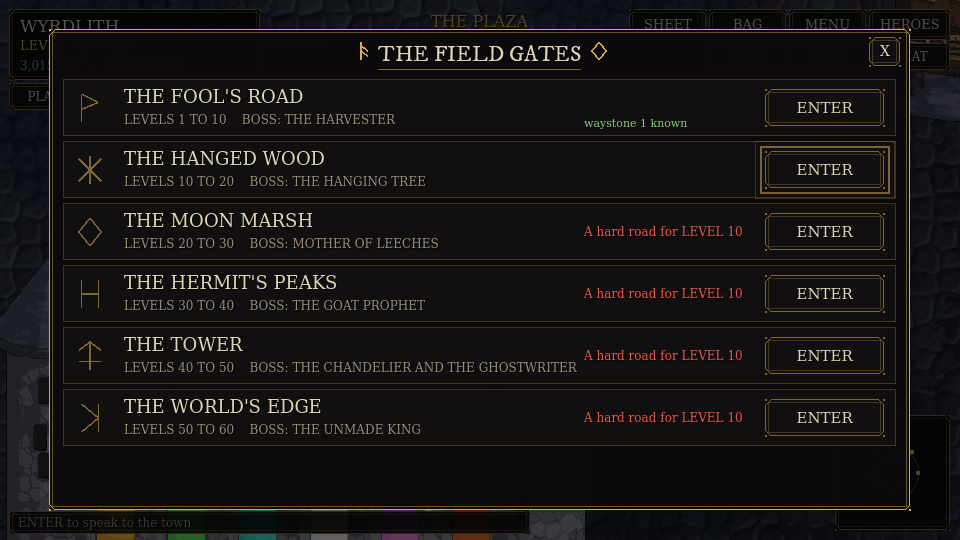 WYRDLITH
THE PLAZA
SHEET
BAG
MENU
HEROES
LEV
3,01
PLA
AT
THE FIELD GATES
X
THE FOOL'S ROAD
LEVELS 1 TO 10 BOSS: THE HARVESTER
waystone 1 known
ENTER
THE HANGED WOOD
LEVELS 10 TO 20 BOSS: THE HANGING TREE
ENTER
THE MOON MARSH
LEVELS 20 TO 30 BOSS: MOTHER OF LEECHES
A hard road for LEVEL 10
ENTER
THE HERMIT'S PEAKS
LEVELS 30 TO 40 BOSS: THE GOAT PROPHET
A hard road for LEVEL 10
ENTER
THE TOWER
LEVELS 40 TO 50 BOSS: THE CHANDELIER AND THE GHOSTWRITER
A hard road for LEVEL 10
ENTER
THE WORLD'S EDGE
LEVELS 50 TO 60 BOSS: THE UNMADE KING
A hard road for LEVEL 10
ENTER
ENTER to speak to the town